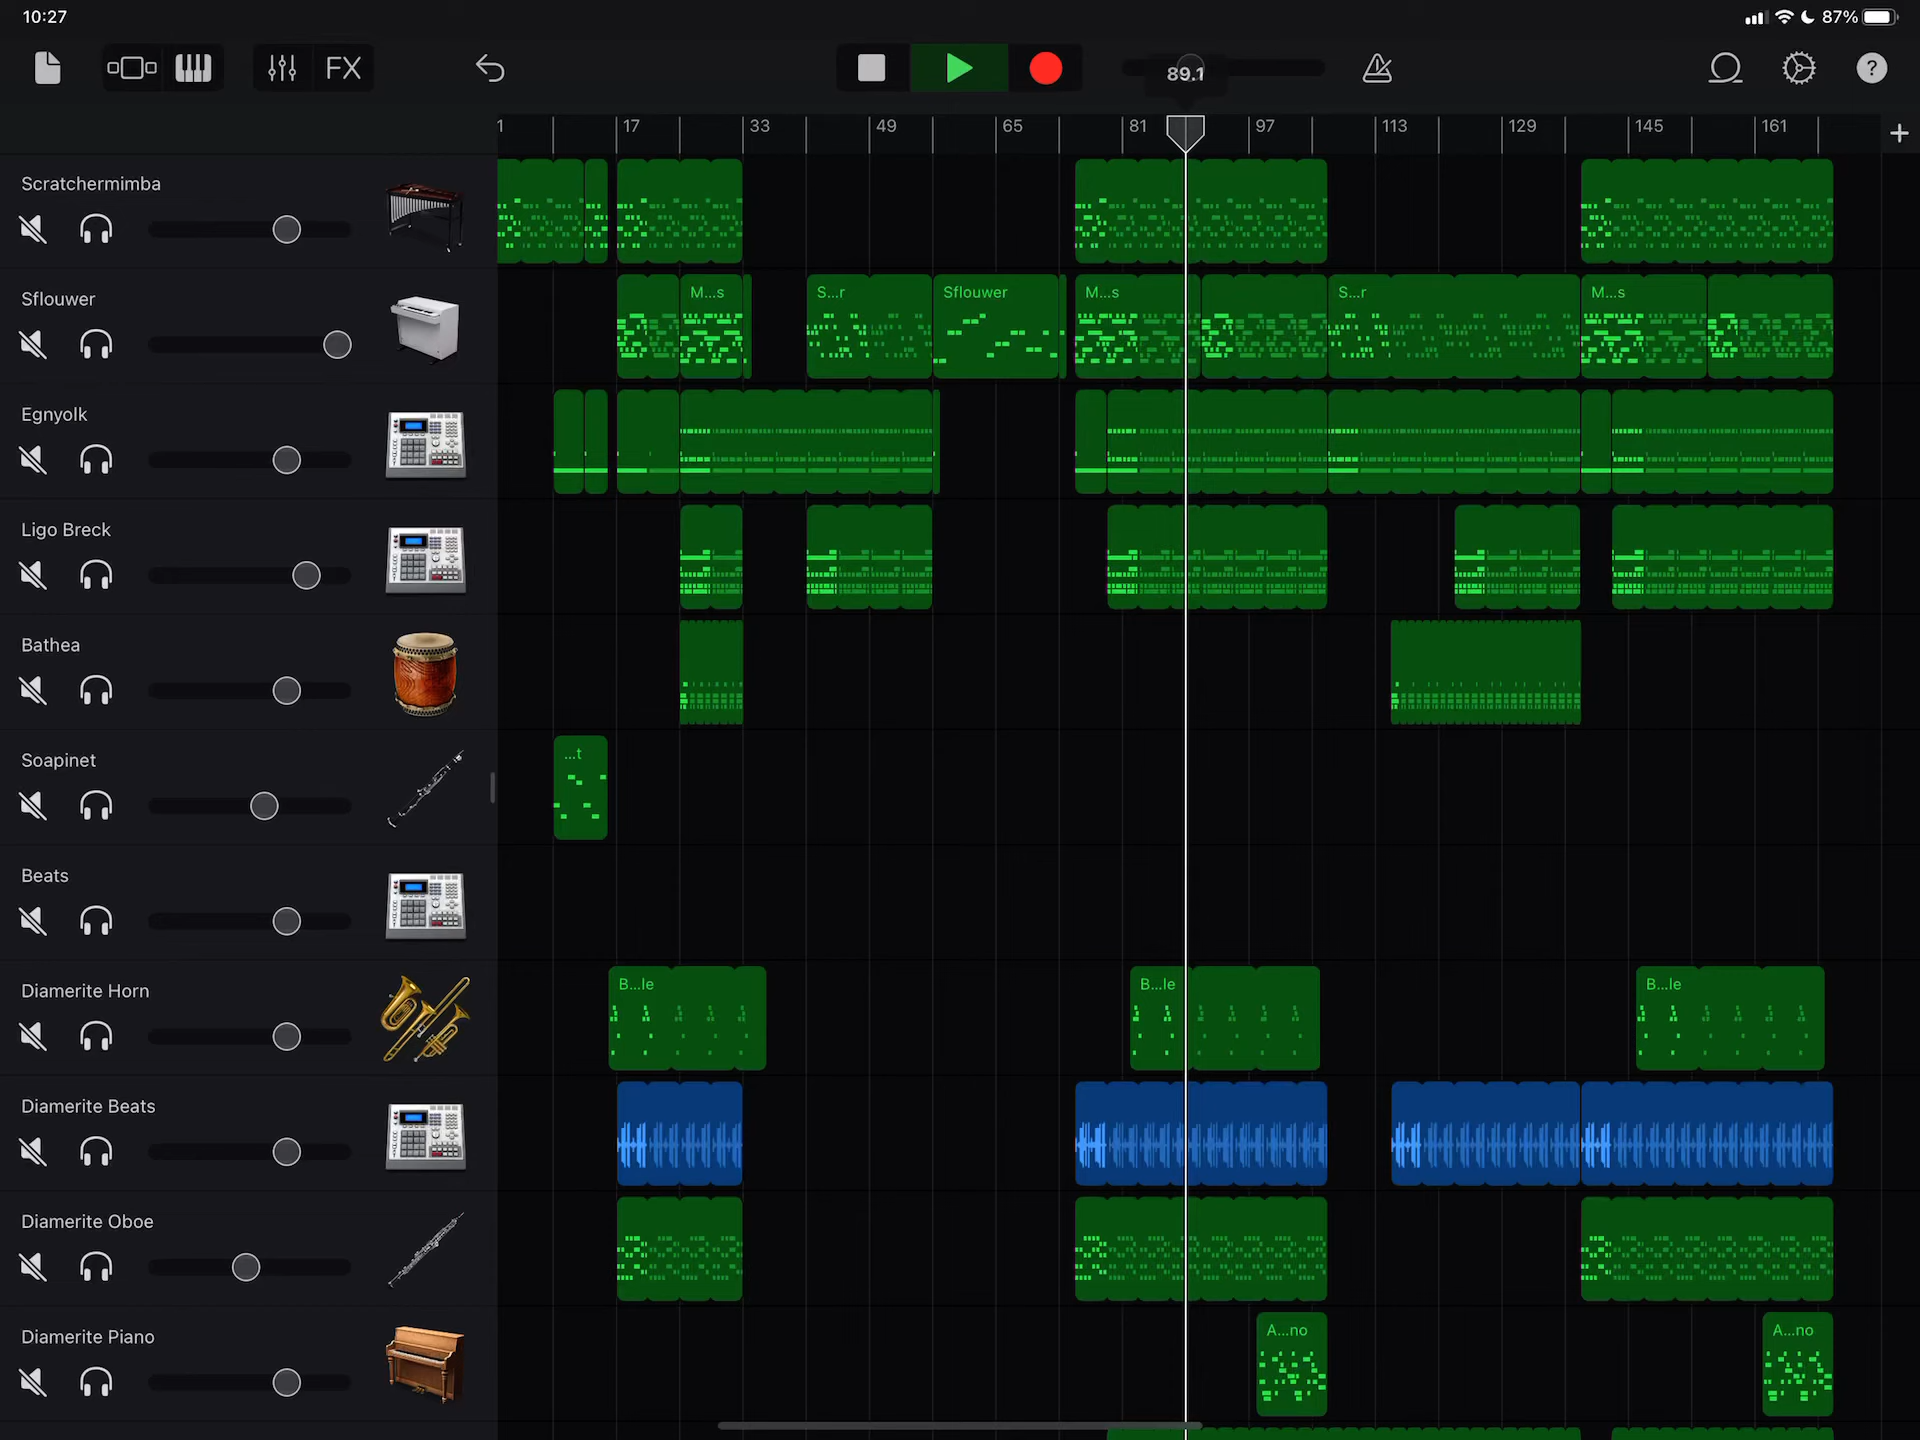 10:27
87%
FX
89.1
?
1 17 33 49 65 81 97 113 129 145 161
+
Scratchermimba
Sflouwer
M...s S...r Sflouwer M...s S...r M...s
Egnyolk
Ligo Breck
Bathea
Soapinet
...t
Beats
Diamerite Horn
B...le B...le B...le
Diamerite Beats
Diamerite Oboe
Diamerite Piano
A...no A...no